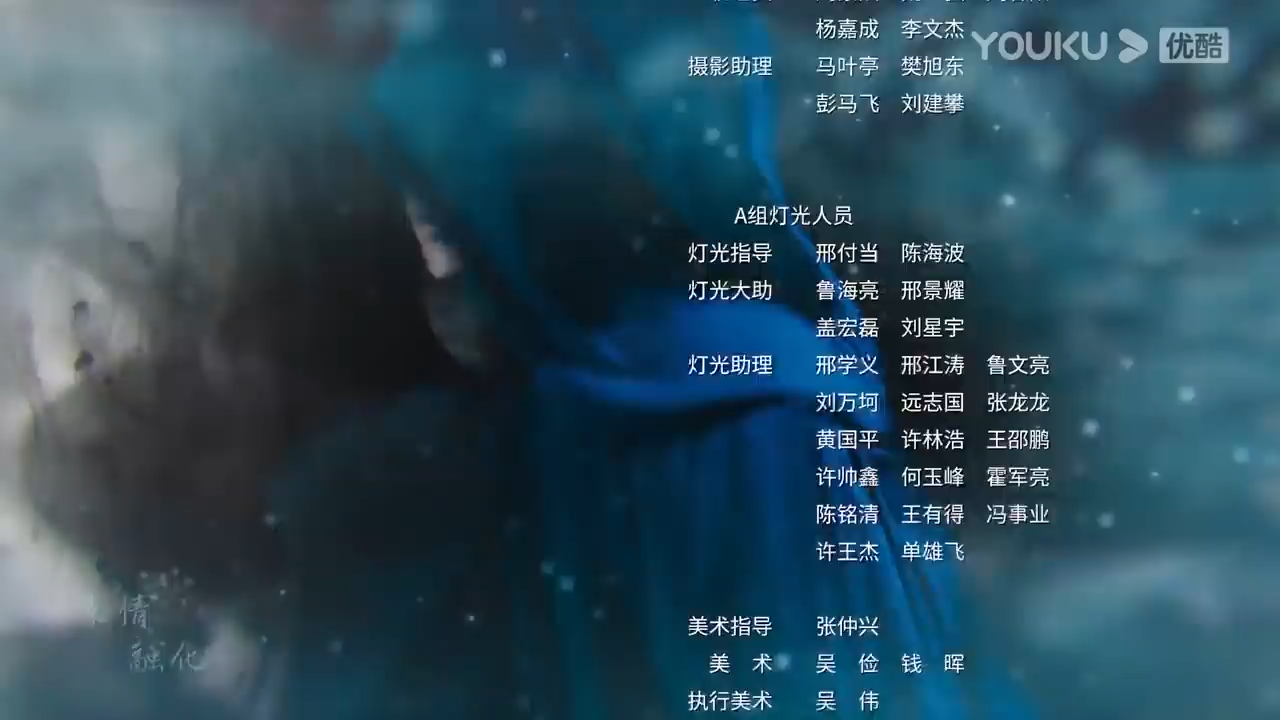 杨嘉成 李文杰
YOUKU 优酷
摄影助理 马叶亭 樊旭东
彭马飞 刘建攀
A组灯光人员
灯光指导 邢付当 陈海波
灯光大助 鲁海亮 邢景耀
盖宏磊 刘星宇
灯光助理 邢学义 邢江涛 鲁文亮
刘万坷 远志国 张龙龙
黄国平 许林浩 王邵鹏
许帅鑫 何玉峰 霍军亮
陈铭清 王有得 冯事业
许王杰 单雄飞
情
融化
美术指导 张仲兴
美 术 吴 俭 钱 晖
执行美术 吴 伟